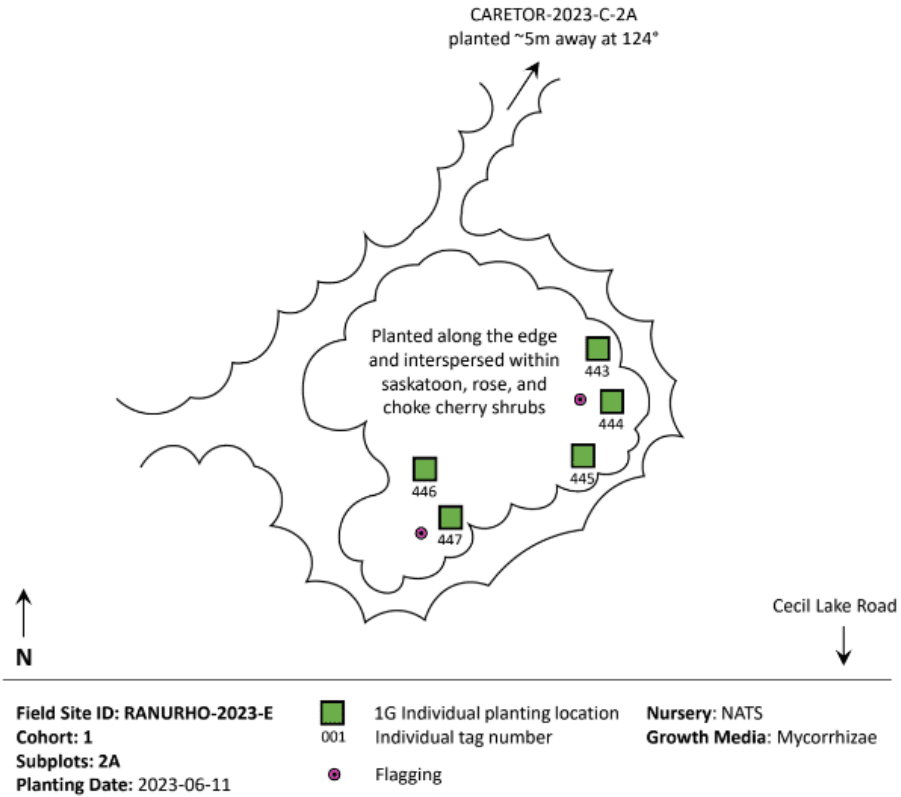 CARETOR-2023-C-2A
planted ~5m away at 124°
Planted along the edge
and interspersed within
saskatoon, rose, and
choke cherry shrubs
443
444
445
446
447
Cecil Lake Road
N
Field Site ID: RANURHO-2023-E
Cohort: 1
Subplots: 2A
Planting Date: 2023-06-11
1G Individual planting location
001 Individual tag number
Flagging
Nursery: NATS
Growth Media: Mycorrhizae